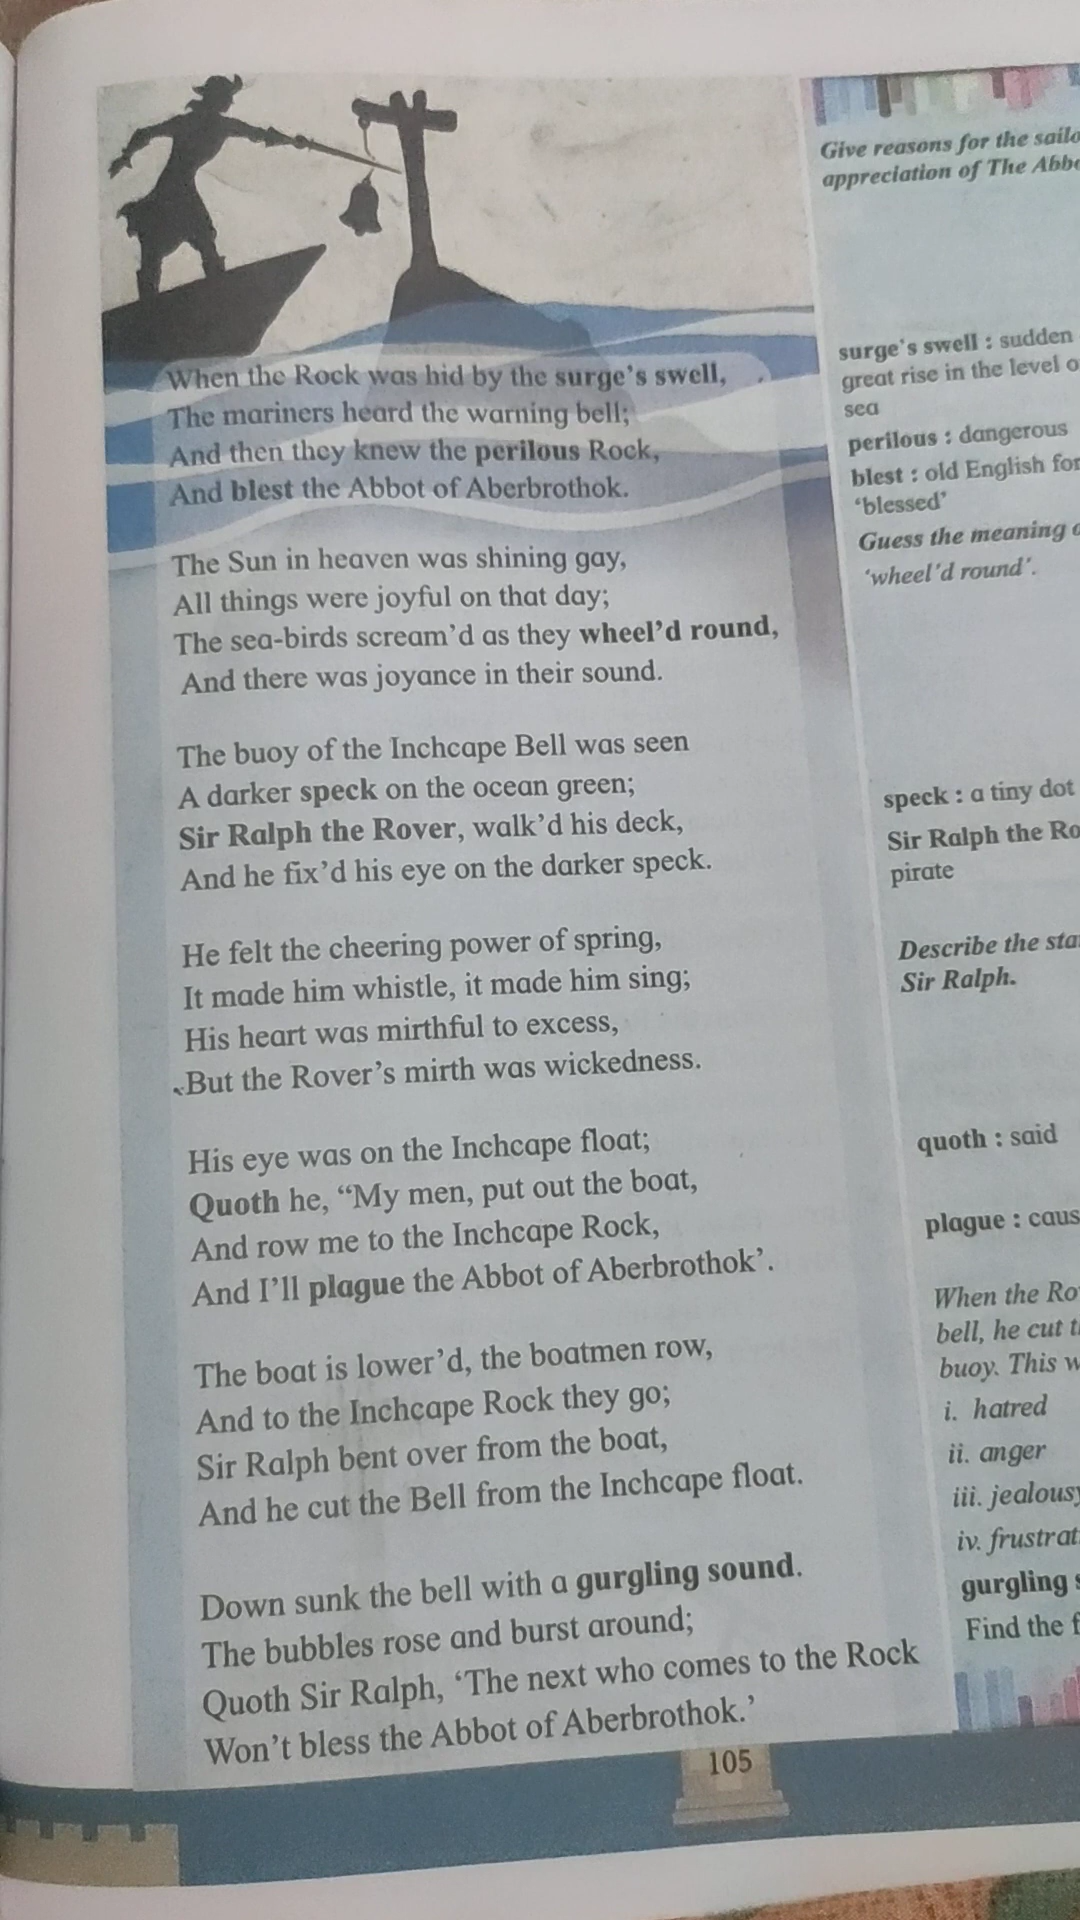 When the Rock was hid by the surge's swell,
The mariners heard the warning bell;
And then they knew the perilous Rock,
And blest the Abbot of Aberbrothok.
The Sun in heaven was shining gay,
All things were joyful on that day;
The sea-birds scream'd as they wheel'd round,
And there was joyance in their sound.
The buoy of the Inchcape Bell was seen
A darker speck on the ocean green;
Sir Ralph the Rover, walk'd his deck,
And he fix'd his eye on the darker speck.
He felt the cheering power of spring,
It made him whistle, it made him sing;
His heart was mirthful to excess,
But the Rover's mirth was wickedness.
His eye was on the Inchcape float;
Quoth he, “My men, put out the boat,
And row me to the Inchcape Rock,
And I'll plague the Abbot of Aberbrothok’.
The boat is lower'd, the boatmen row,
And to the Inchcape Rock they go;
Sir Ralph bent over from the boat,
And he cut the Bell from the Inchcape float.
Down sunk the bell with a gurgling sound.
The bubbles rose and burst around;
Quoth Sir Ralph, ‘The next who comes to the Rock
Won't bless the Abbot of Aberbrothok.’
105
Give reasons for the
appreciation of The
surge's swell : sudden
great rise in the level
sea
perilous : dangerous
blest : old English for
‘blessed’
Guess the meaning
‘wheel'd round’.
speck : a tiny dot
Sir Ralph the
pirate
Describe the
Sir Ralph.
quoth : said
plague :
When the
bell, he cut
buoy. This
i. hatred
ii. anger
iii. jealousy
iv.
gurgling
Find the